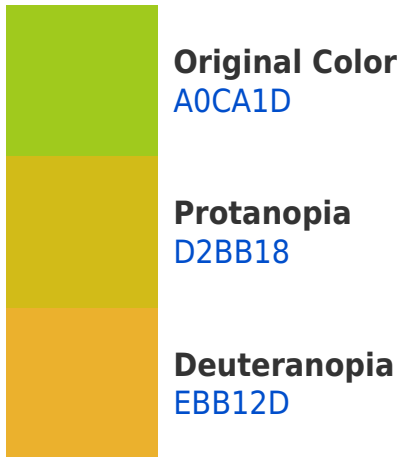 Original Color
A0CA1D
Protanopia
D2BB18
Deuteranopia
EBB12D